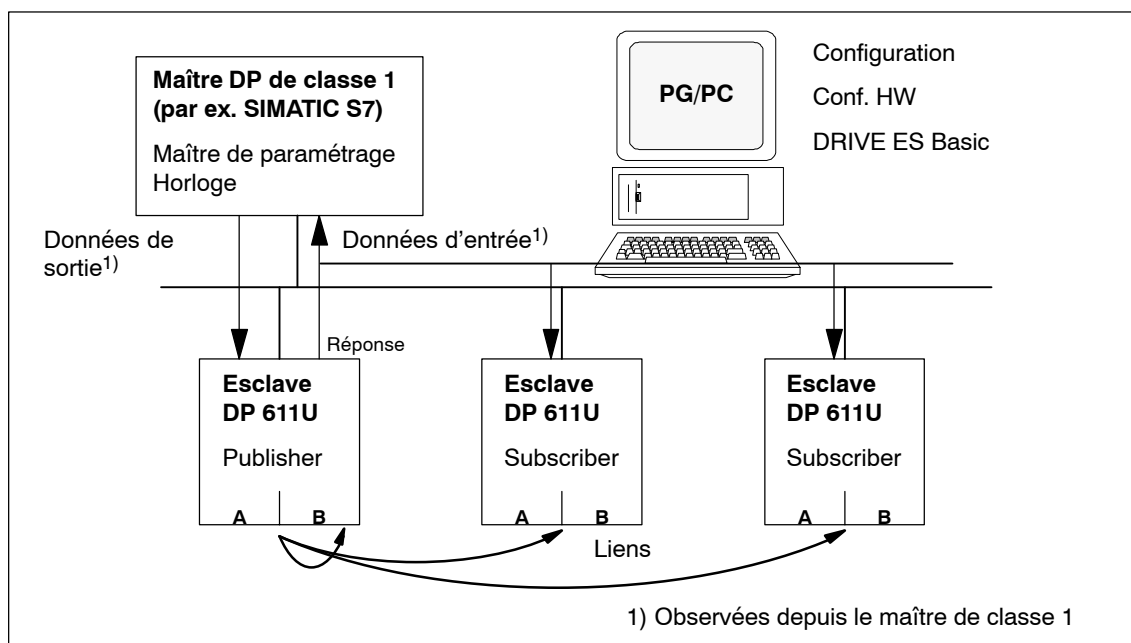 Maître DP de classe 1
(par ex. SIMATIC S7)
Maître de paramétrage
Horloge
PG/PC
Configuration
Conf. HW
DRIVE ES Basic
Données de
sortie1)
Données d'entrée1)
Réponse
Esclave
DP 611U
Publisher
A B
Esclave
DP 611U
Subscriber
A B
Esclave
DP 611U
Subscriber
A B
Liens
1) Observées depuis le maître de classe 1